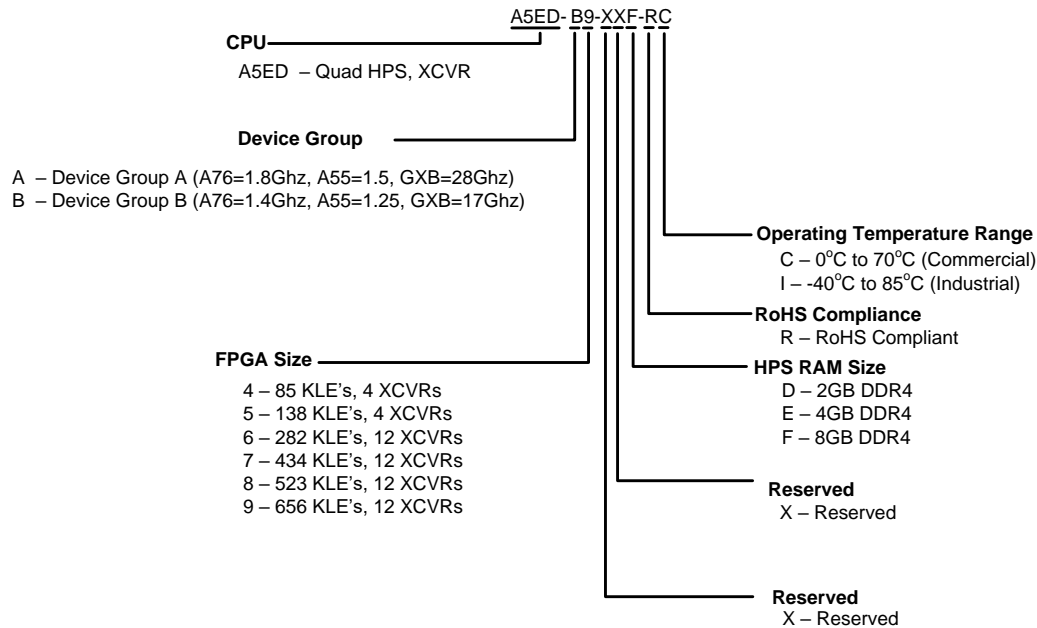 A5ED- B9-XXF-RC
CPU
A5ED – Quad HPS, XCVR
Device Group
A – Device Group A (A76=1.8Ghz, A55=1.5, GXB=28Ghz)
B – Device Group B (A76=1.4Ghz, A55=1.25, GXB=17Ghz)
Operating Temperature Range
C – 0°C to 70°C (Commercial)
I – -40°C to 85°C (Industrial)
RoHS Compliance
R – RoHS Compliant
FPGA Size
4 – 85 KLE's, 4 XCVRs
5 – 138 KLE's, 4 XCVRs
6 – 282 KLE's, 12 XCVRs
7 – 434 KLE's, 12 XCVRs
8 – 523 KLE's, 12 XCVRs
9 – 656 KLE's, 12 XCVRs
HPS RAM Size
D – 2GB DDR4
E – 4GB DDR4
F – 8GB DDR4
Reserved
X – Reserved
Reserved
X – Reserved